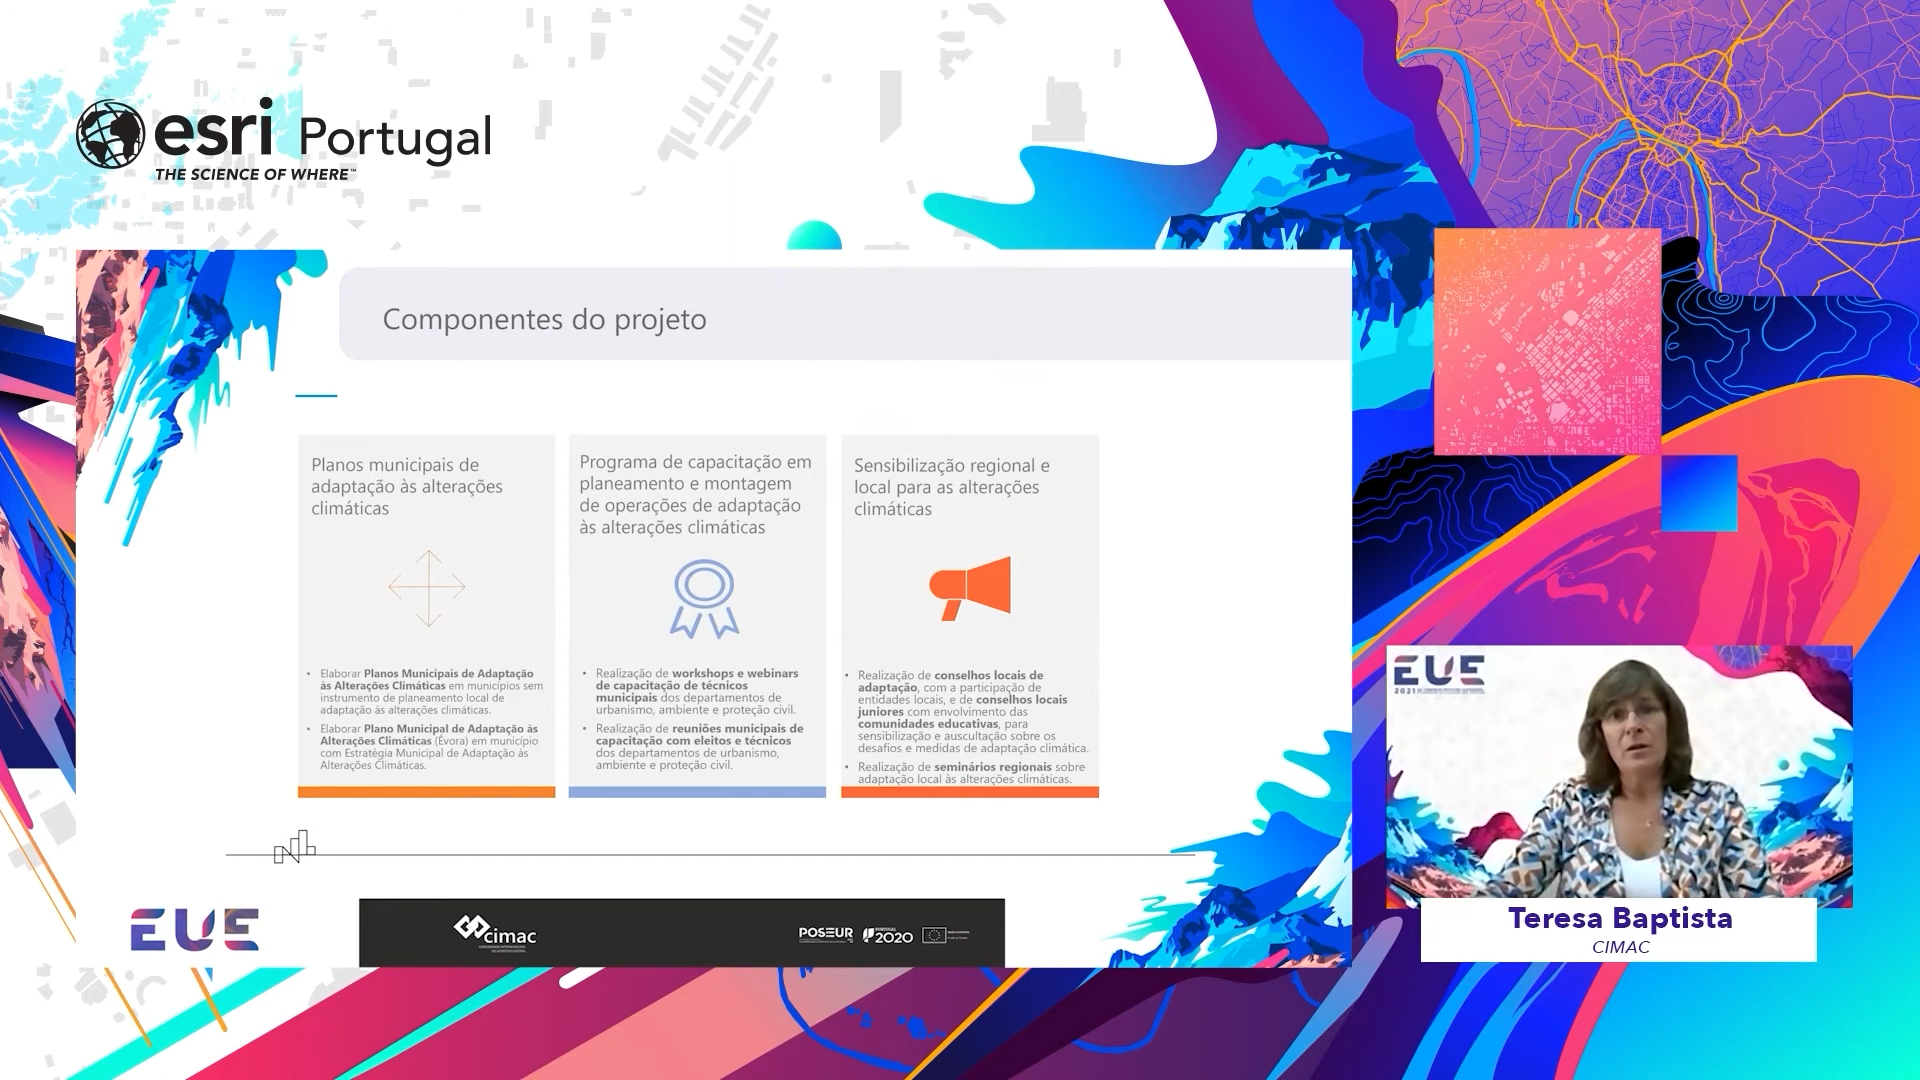 esri Portugal
THE SCIENCE OF WHERE™
Componentes do projeto
Planos municipais de
adaptação às alterações
climáticas
• Elaborar Planos Municipais de Adaptação
às Alterações Climáticas em municípios sem
instrumento de planeamento local de
adaptação às alterações climáticas.
• Elaborar Plano Municipal de Adaptação às
Alterações Climáticas (Évora) em município
com Estratégia Municipal de Adaptação às
Alterações Climáticas.
Programa de capacitação em
planeamento e montagem
de operações de adaptação
às alterações climáticas
• Realização de workshops e webinars
de capacitação de técnicos
municipais dos departamentos de
urbanismo, ambiente e proteção civil.
• Realização de reuniões municipais de
capacitação com eleitos e técnicos
dos departamentos de urbanismo,
ambiente e proteção civil.
Sensibilização regional e
local para as alterações
climáticas
• Realização de conselhos locais de
adaptação, com a participação de
entidades locais, e de conselhos locais
juniores com envolvimento das
comunidades educativas, para
sensibilização e auscultação sobre os
desafios e medidas de adaptação climática.
• Realização de seminários regionais sobre
adaptação local às alterações climáticas.
EUE
cimac
POSEUR
PORTUGAL
2020
EUE
2021
Teresa Baptista
CIMAC